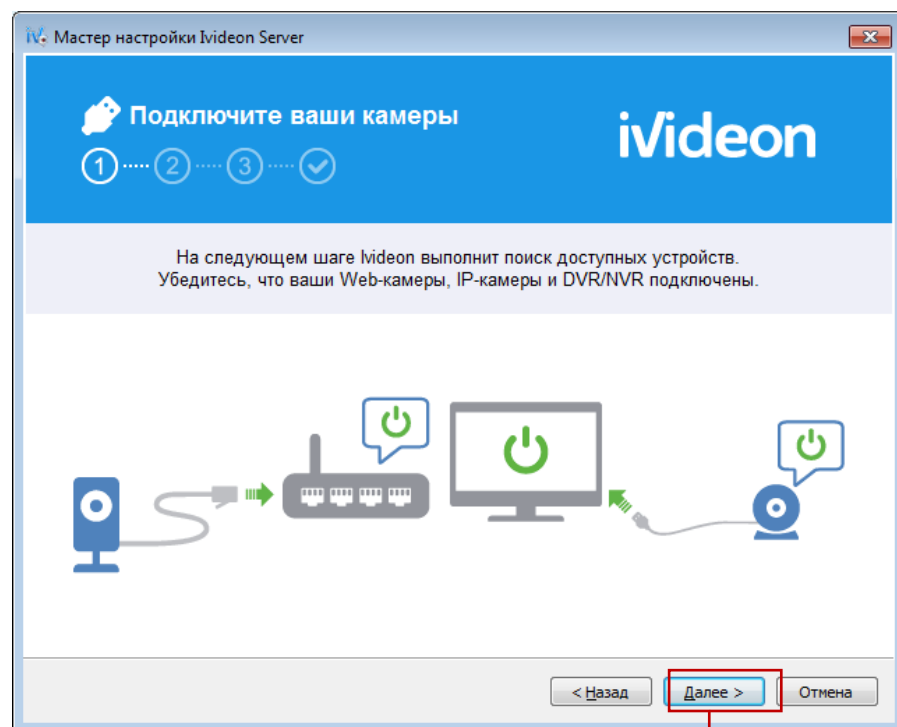 Мастер настройки Ivideon Server
Подключите ваши камеры
1 2 3
ivideon
На следующем шаге Ivideon выполнит поиск доступных устройств.
Убедитесь, что ваши Web-камеры, IP-камеры и DVR/NVR подключены.
< Назад Далее > Отмена